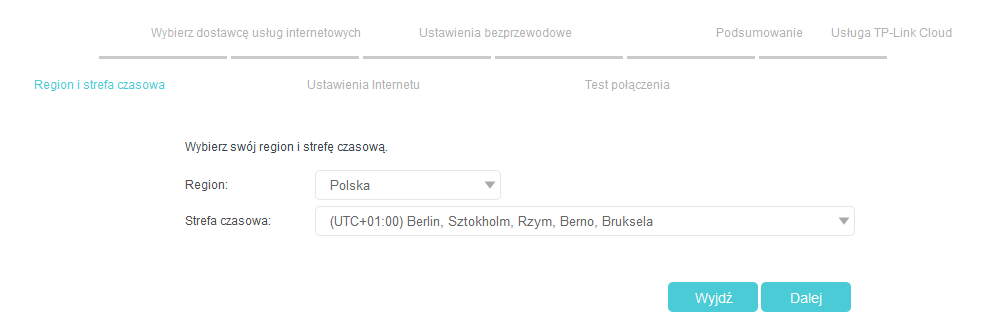 Wybierz dostawcę usług internetowych Ustawienia bezprzewodowe Podsumowanie Usługa TP-Link Cloud
Region i strefa czasowa Ustawienia Internetu Test połączenia
Wybierz swój region i strefę czasową.
Region: Polska
Strefa czasowa: (UTC+01:00) Berlin, Sztokholm, Rzym, Berno, Bruksela
Wyjdź Dalej